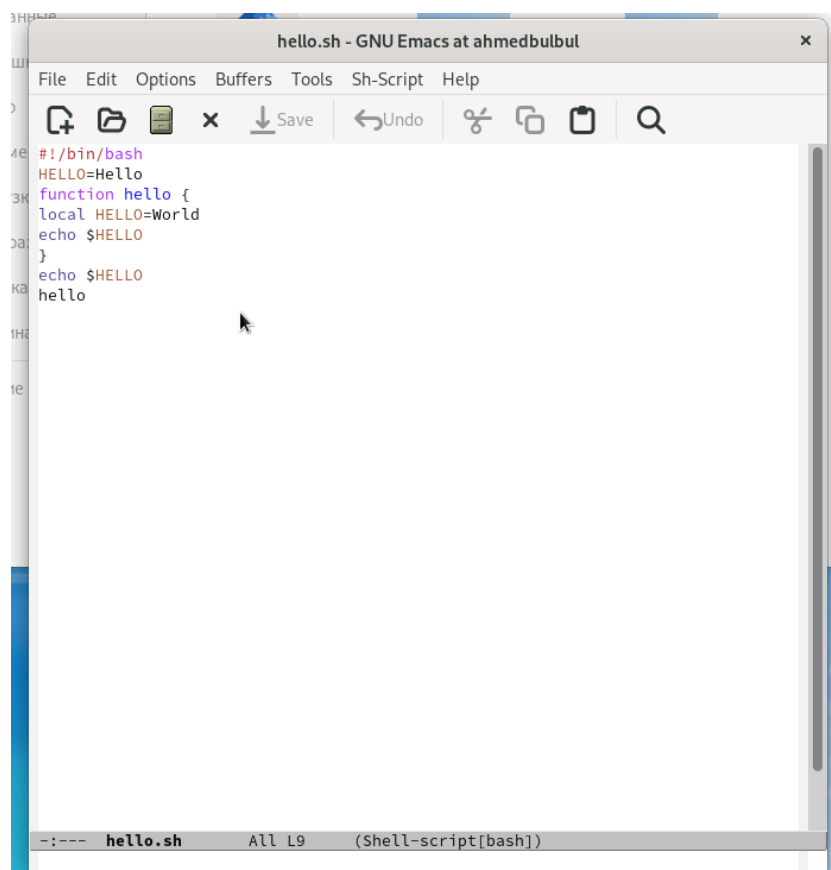 hello.sh - GNU Emacs at ahmedbulbul
File Edit Options Buffers Tools Sh-Script Help
Save Undo
#!/bin/bash
HELLO=Hello
function hello {
local HELLO=World
echo $HELLO
}
echo $HELLO
hello
-:--- hello.sh All L9 (Shell-script[bash])